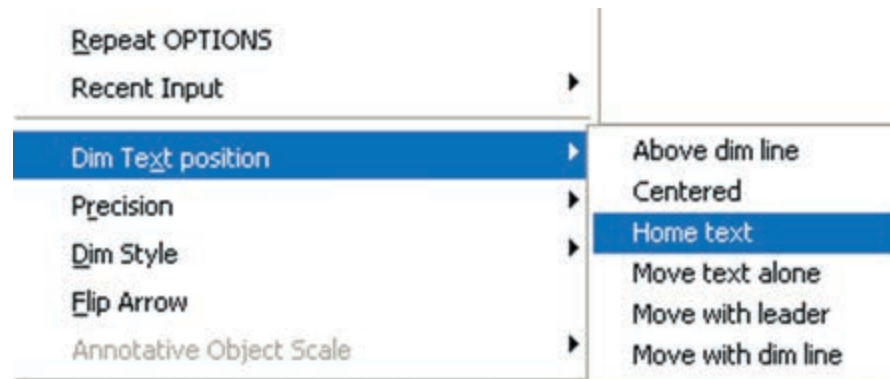 Repeat OPTIONS
Recent Input
Dim Text position
Precision
Dim Style
Flip Arrow
Annotative Object Scale
Above dim line
Centered
Home text
Move text alone
Move with leader
Move with dim line